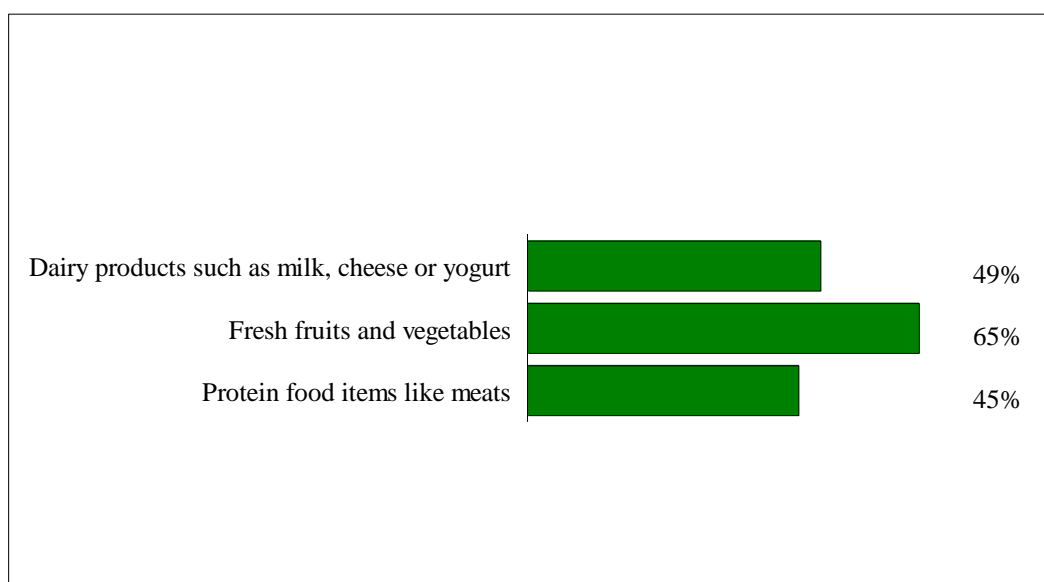 Dairy products such as milk, cheese or yogurt 49%
Fresh fruits and vegetables 65%
Protein food items like meats 45%